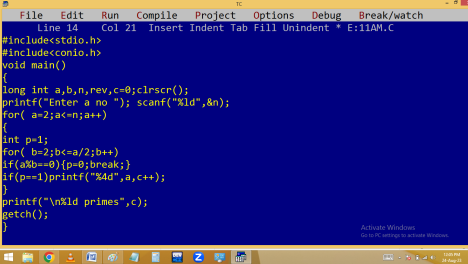 TC
File Edit Run Compile Project Options Debug Break/watch
Line 14 Col 21 Insert Indent Tab Fill Unindent * E:11AM.C
#include<stdio.h>
#include<conio.h>
void main()
{
long int a,b,n,rev,c=0;clrscr();
printf("Enter a no "); scanf("%ld",&n);
for( a=2;a<=n;a++)
{
int p=1;
for( b=2;b<=a/2;b++)
if(a%b==0){p=0;break;}
if(p==1)printf("%4d",a,c++);
}
printf("\n%ld primes",c);
getch();
}
Activate Windows
Go to PC settings to activate Windows.